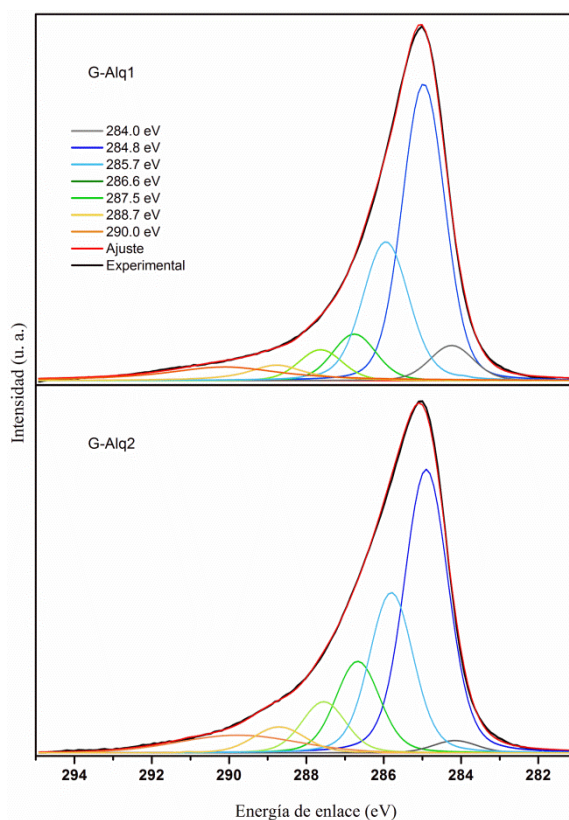 G-Alq1
284.0 eV
284.8 eV
285.7 eV
286.6 eV
287.5 eV
288.7 eV
290.0 eV
Ajuste
Experimental
Intensidad (u. a.)
G-Alq2
294 292 290 288 286 284 282
Energía de enlace (eV)